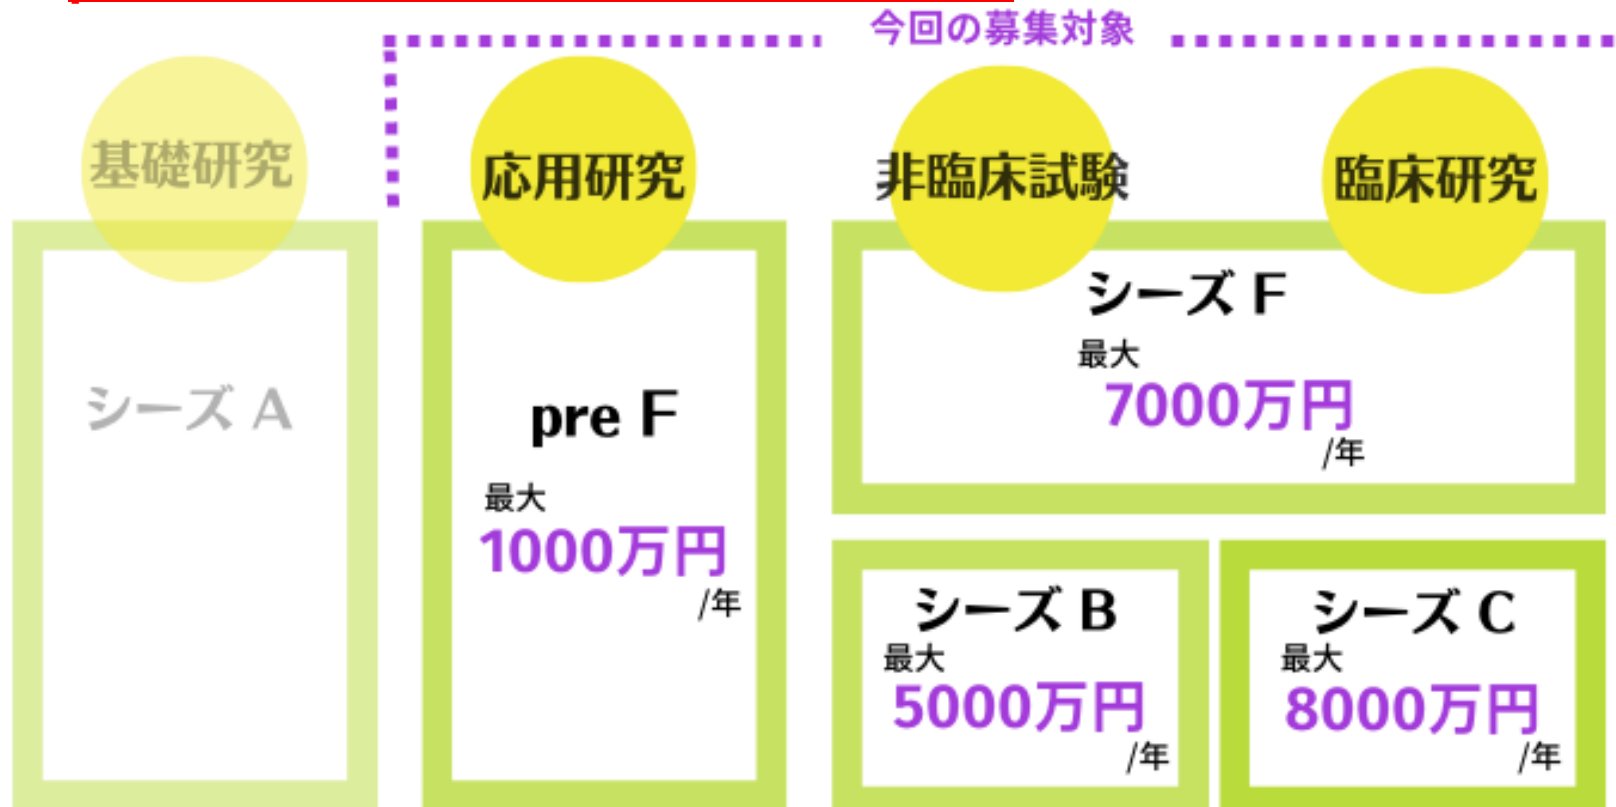 今回の募集対象
基礎研究
応用研究
非臨床試験
臨床研究
シーズ A
pre F
最大
1000万円
/年
シーズ F
最大
7000万円
/年
シーズ B
最大
5000万円
/年
シーズ C
最大
8000万円
/年